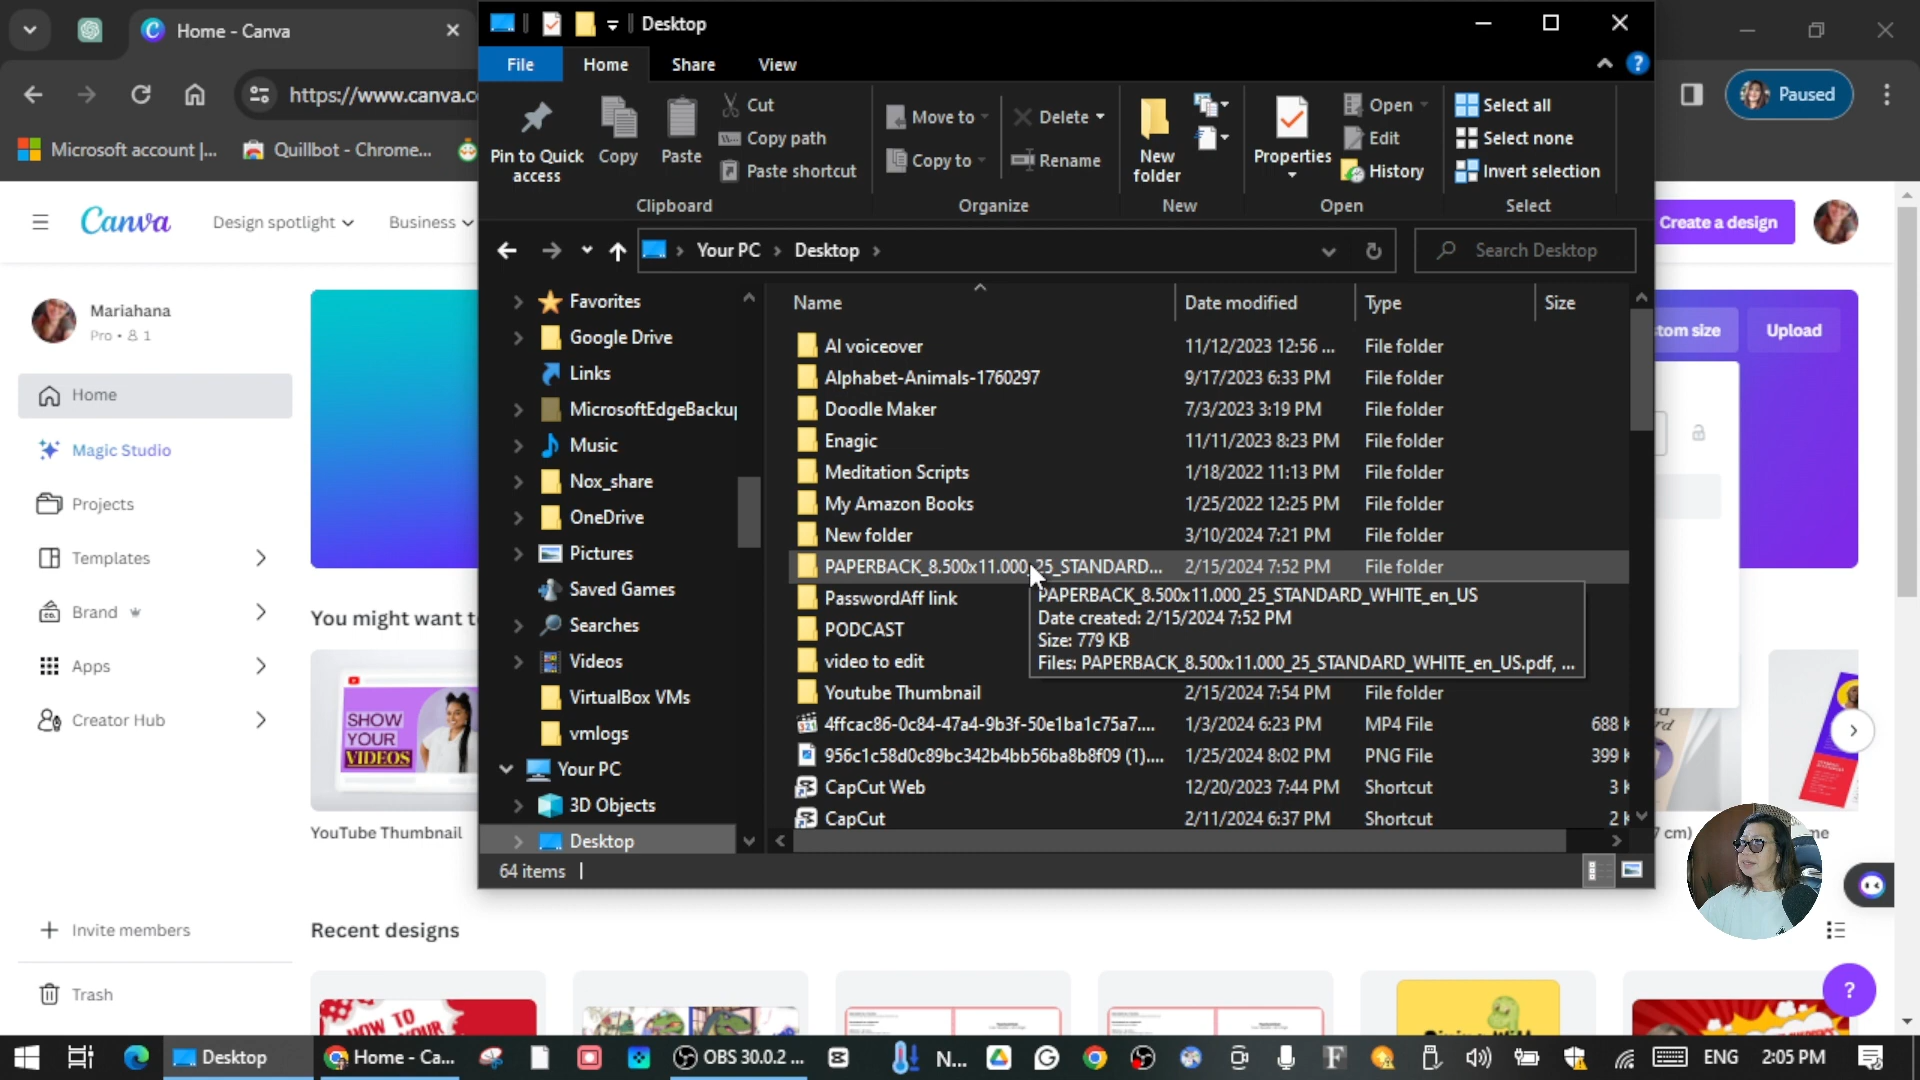 Home - Canva
Desktop
File
Home
Share
View
https://www.canva.c
Paused
Microsoft account |...
Quillbot - Chrome...
Pin to Quick
access
Copy
Paste
Cut
Copy path
Paste shortcut
Clipboard
Move to
Copy to
Delete
Rename
Organize
New
folder
New
Properties
Open
Edit
History
Open
Select all
Select none
Invert selection
Select
Canva
Design spotlight
Business
Create a design
Your PC
Desktop
Search Desktop
Mariahana
Pro • 1
Home
Magic Studio
Projects
Templates
Brand
Apps
Creator Hub
Invite members
Trash
Favorites
Google Drive
Links
MicrosoftEdgeBacku
Music
Nox_share
OneDrive
Pictures
Saved Games
Searches
Videos
VirtualBox VMs
vmlogs
Your PC
3D Objects
Desktop
Name Date modified Type Size
AI voiceover 11/12/2023 12:56 ... File folder
Alphabet-Animals-1760297 9/17/2023 6:33 PM File folder
Doodle Maker 7/3/2023 3:19 PM File folder
Enagic 11/11/2023 8:23 PM File folder
Meditation Scripts 1/18/2022 11:13 PM File folder
My Amazon Books 1/25/2022 12:25 PM File folder
New folder 3/10/2024 7:21 PM File folder
PAPERBACK_8.500x11.000_25_STANDARD... 2/15/2024 7:52 PM File folder
PasswordAff link
PODCAST
video to edit
Youtube Thumbnail 2/15/2024 7:54 PM File folder
4ffcac86-0c84-47a4-9b3f-50e1ba1c75a7.... 1/3/2024 6:23 PM MP4 File 688 K
956c1c58d0c89bc342b4bb56ba8b8f09 (1).... 1/25/2024 8:02 PM PNG File 399 K
CapCut Web 12/20/2023 7:44 PM Shortcut 3 K
CapCut 2/11/2024 6:37 PM Shortcut 2 K
PAPERBACK_8.500x11.000_25_STANDARD_WHITE_en_US
Date created: 2/15/2024 7:52 PM
Size: 779 KB
Files: PAPERBACK_8.500x11.000_25_STANDARD_WHITE_en_US.pdf, ...
64 items
tom size
Upload
You might want t
SHOW
YOUR
VIDEOS
YouTube Thumbnail
7 cm)
me
Recent designs
HOW TO
YOUR
?
Desktop
Home - Ca...
OBS 30.0.2 ...
N...
ENG
2:05 PM